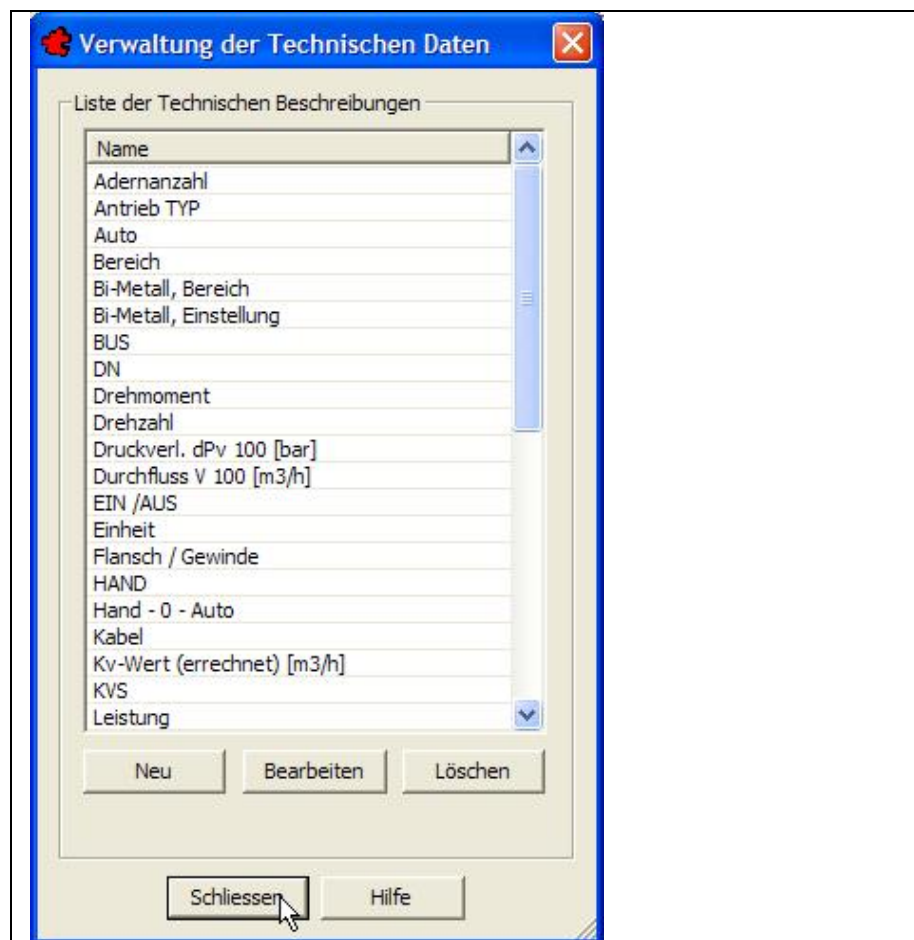 Verwaltung der Technischen Daten
Liste der Technischen Beschreibungen
Name
Adernanzahl
Antrieb TYP
Auto
Bereich
Bi-Metall, Bereich
Bi-Metall, Einstellung
BUS
DN
Drehmoment
Drehzahl
Druckverl. dPv 100 [bar]
Durchfluss V 100 [m3/h]
EIN /AUS
Einheit
Flansch / Gewinde
HAND
Hand - 0 - Auto
Kabel
Kv-Wert (errechnet) [m3/h]
KVS
Leistung
Neu Bearbeiten Löschen
Schliessen Hilfe